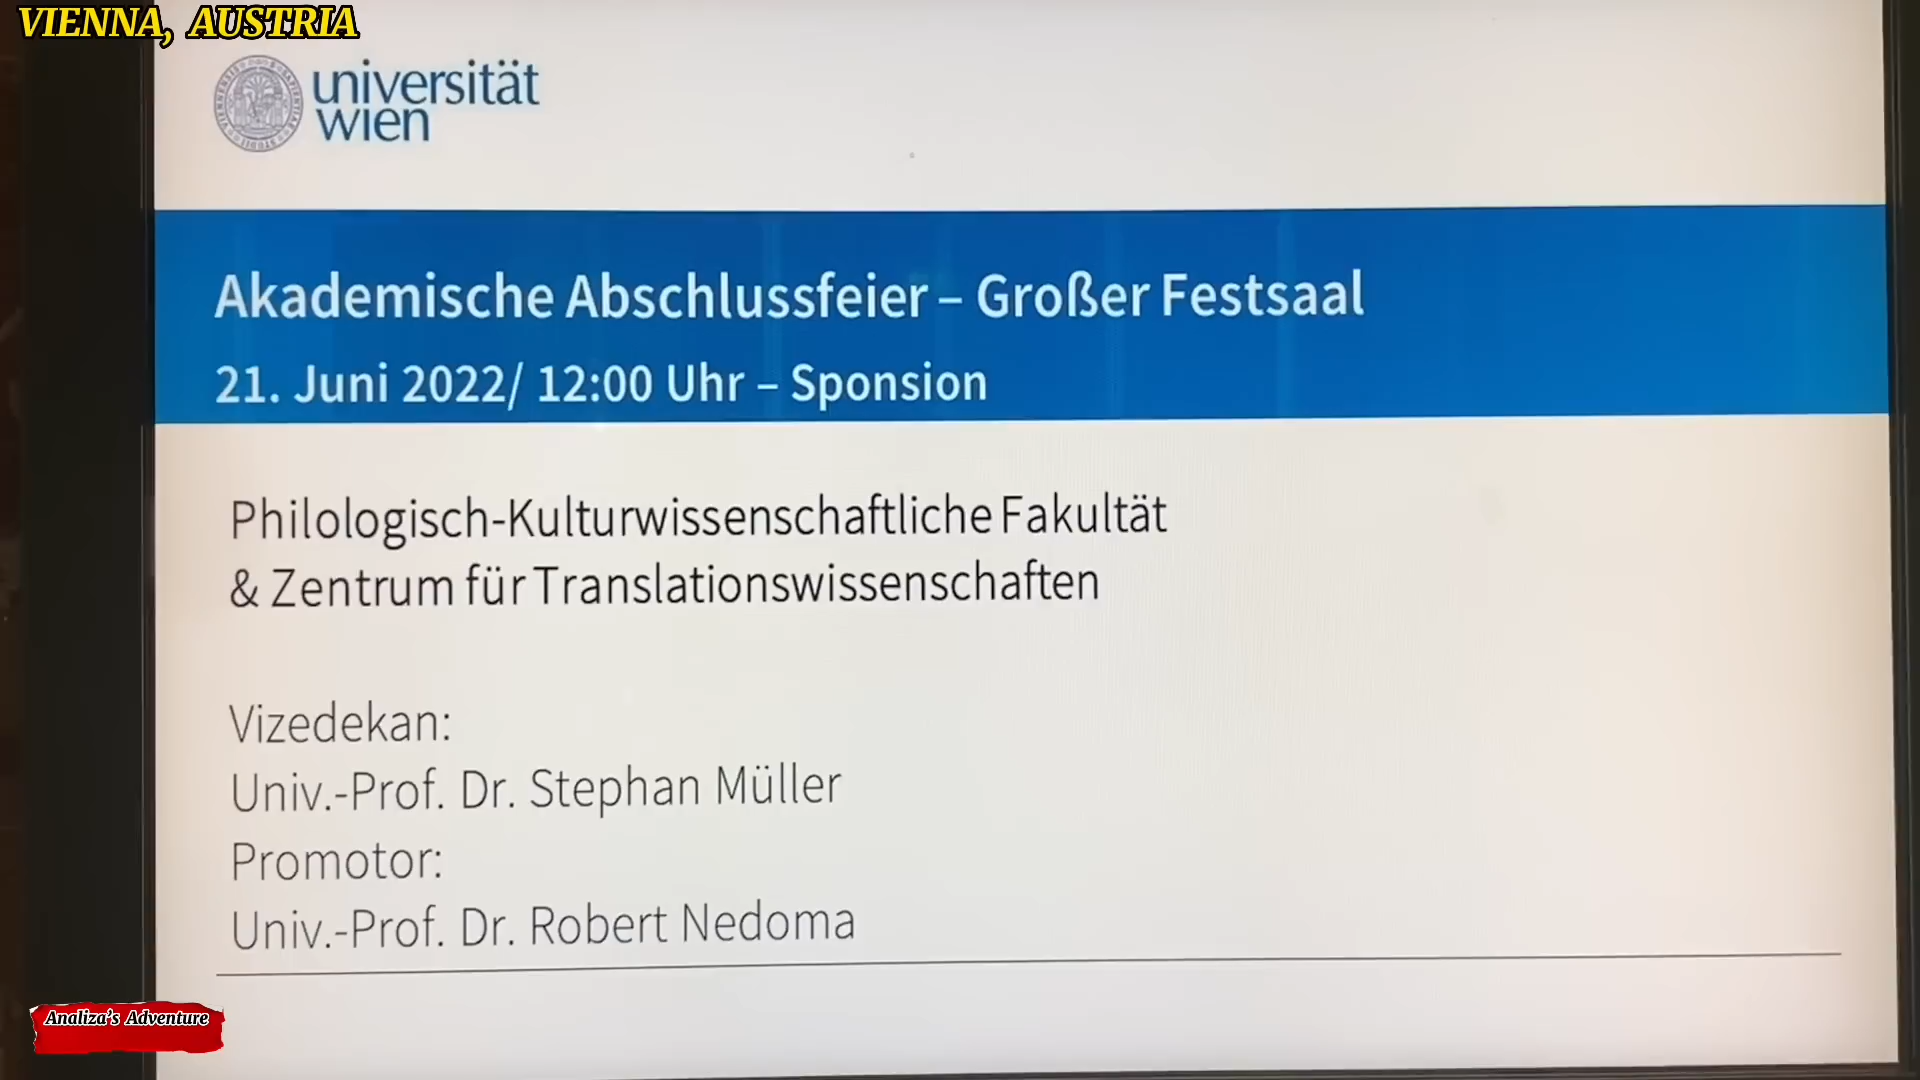 VIENNA, AUSTRIA
universität
wien
Akademische Abschlussfeier – Großer Festsaal
21. Juni 2022/ 12:00 Uhr – Sponsion
Philologisch-Kulturwissenschaftliche Fakultät
& Zentrum für Translationswissenschaften
Vizedekan:
Univ.-Prof. Dr. Stephan Müller
Promotor:
Univ.-Prof. Dr. Robert Nedoma
Analiza's Adventure